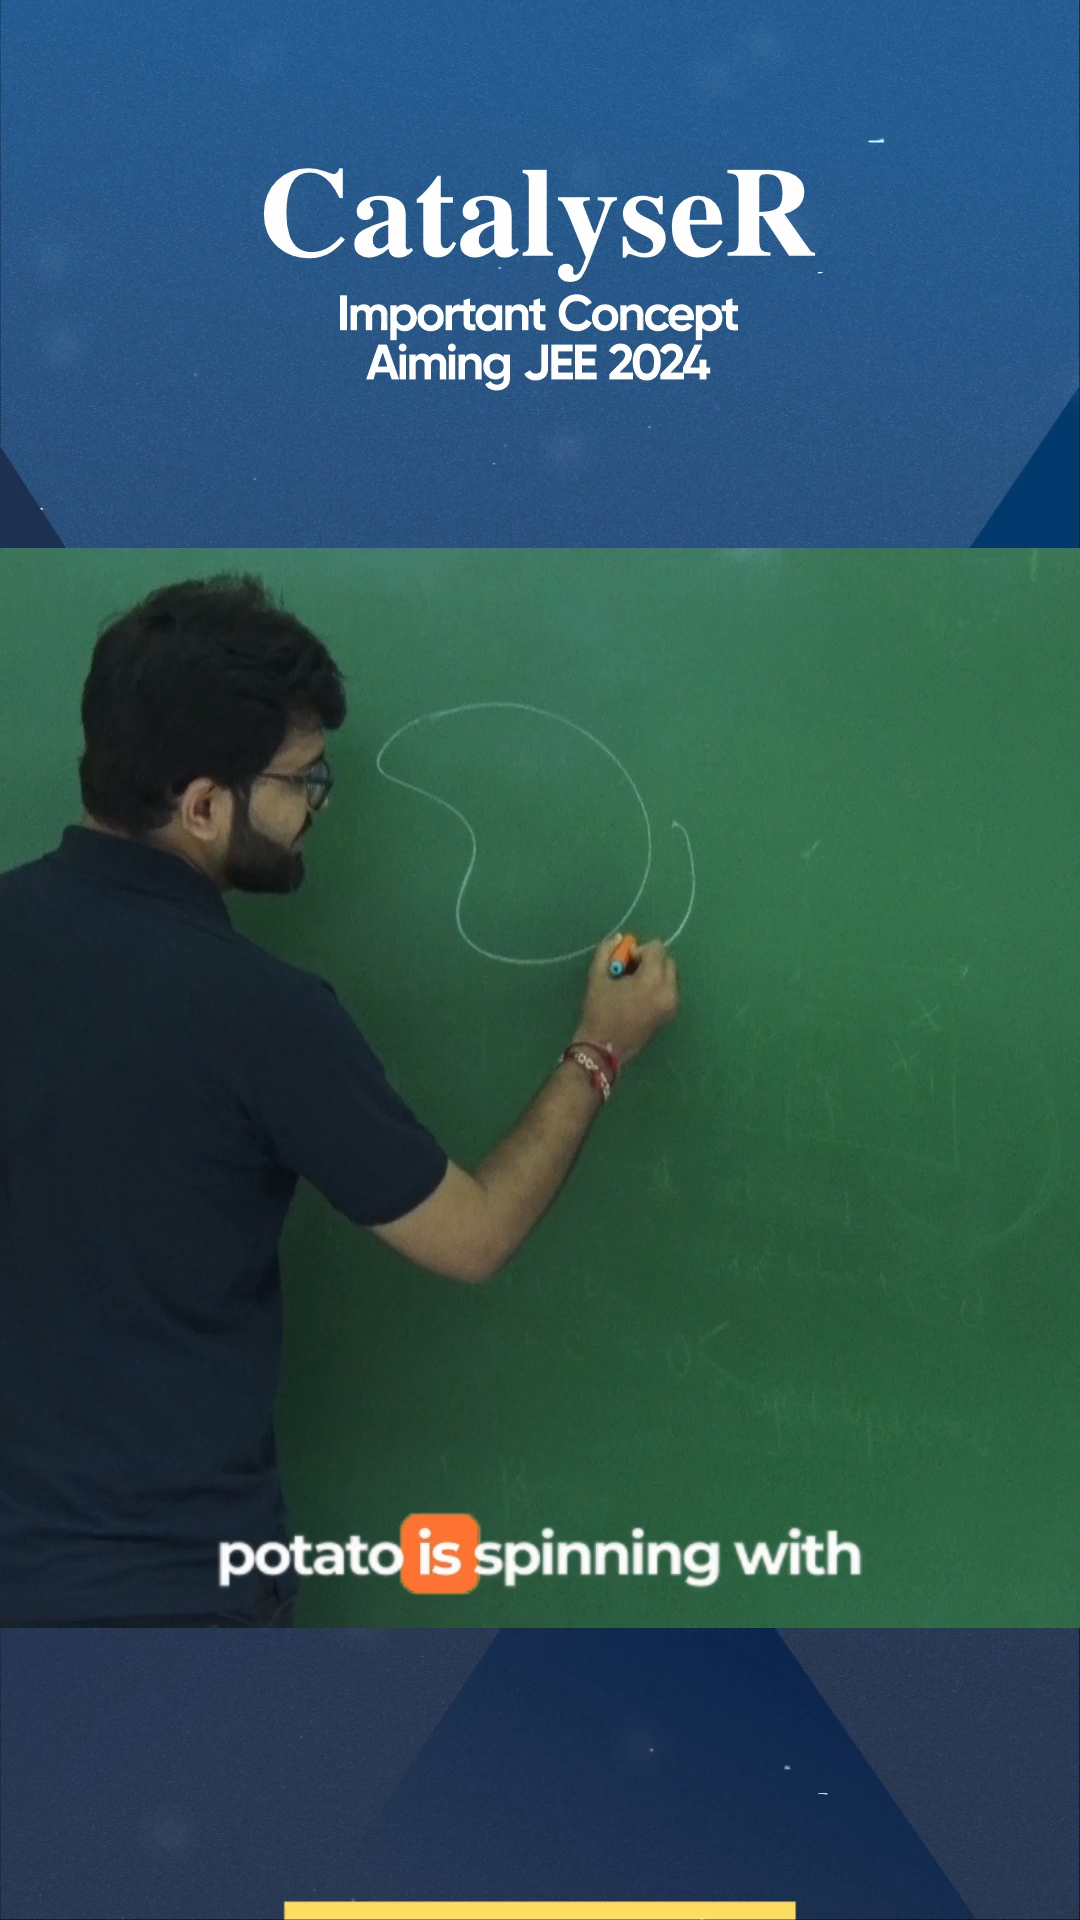 CatalyseR
Important Concept
Aiming JEE 2024
potato is spinning with